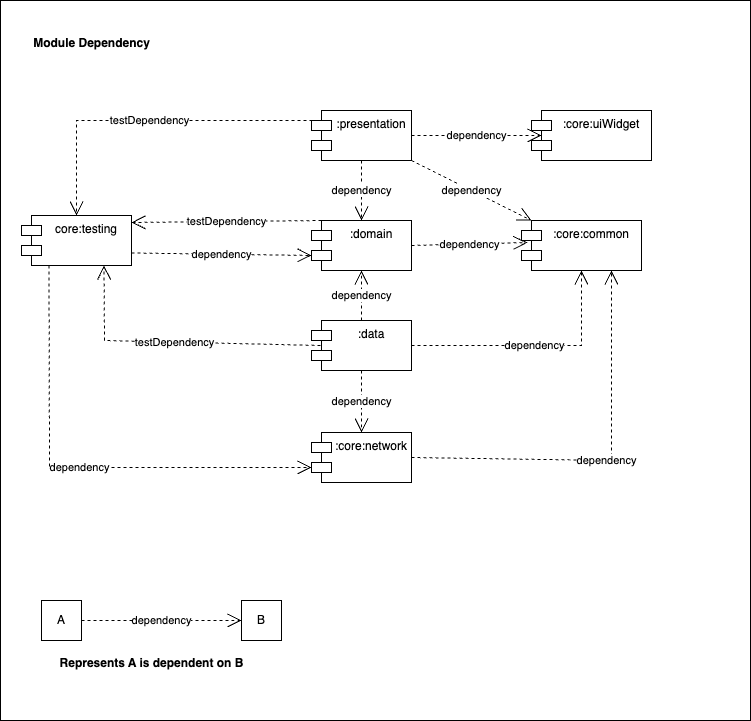 Module Dependency
testDependency
:presentation
dependency
:core:uiWidget
dependency
dependency
core:testing
testDependency
:domain
:core:common
dependency
dependency
dependency
:data
testDependency
dependency
dependency
:core:network
dependency
dependency
A
dependency
B
Represents A is dependent on B